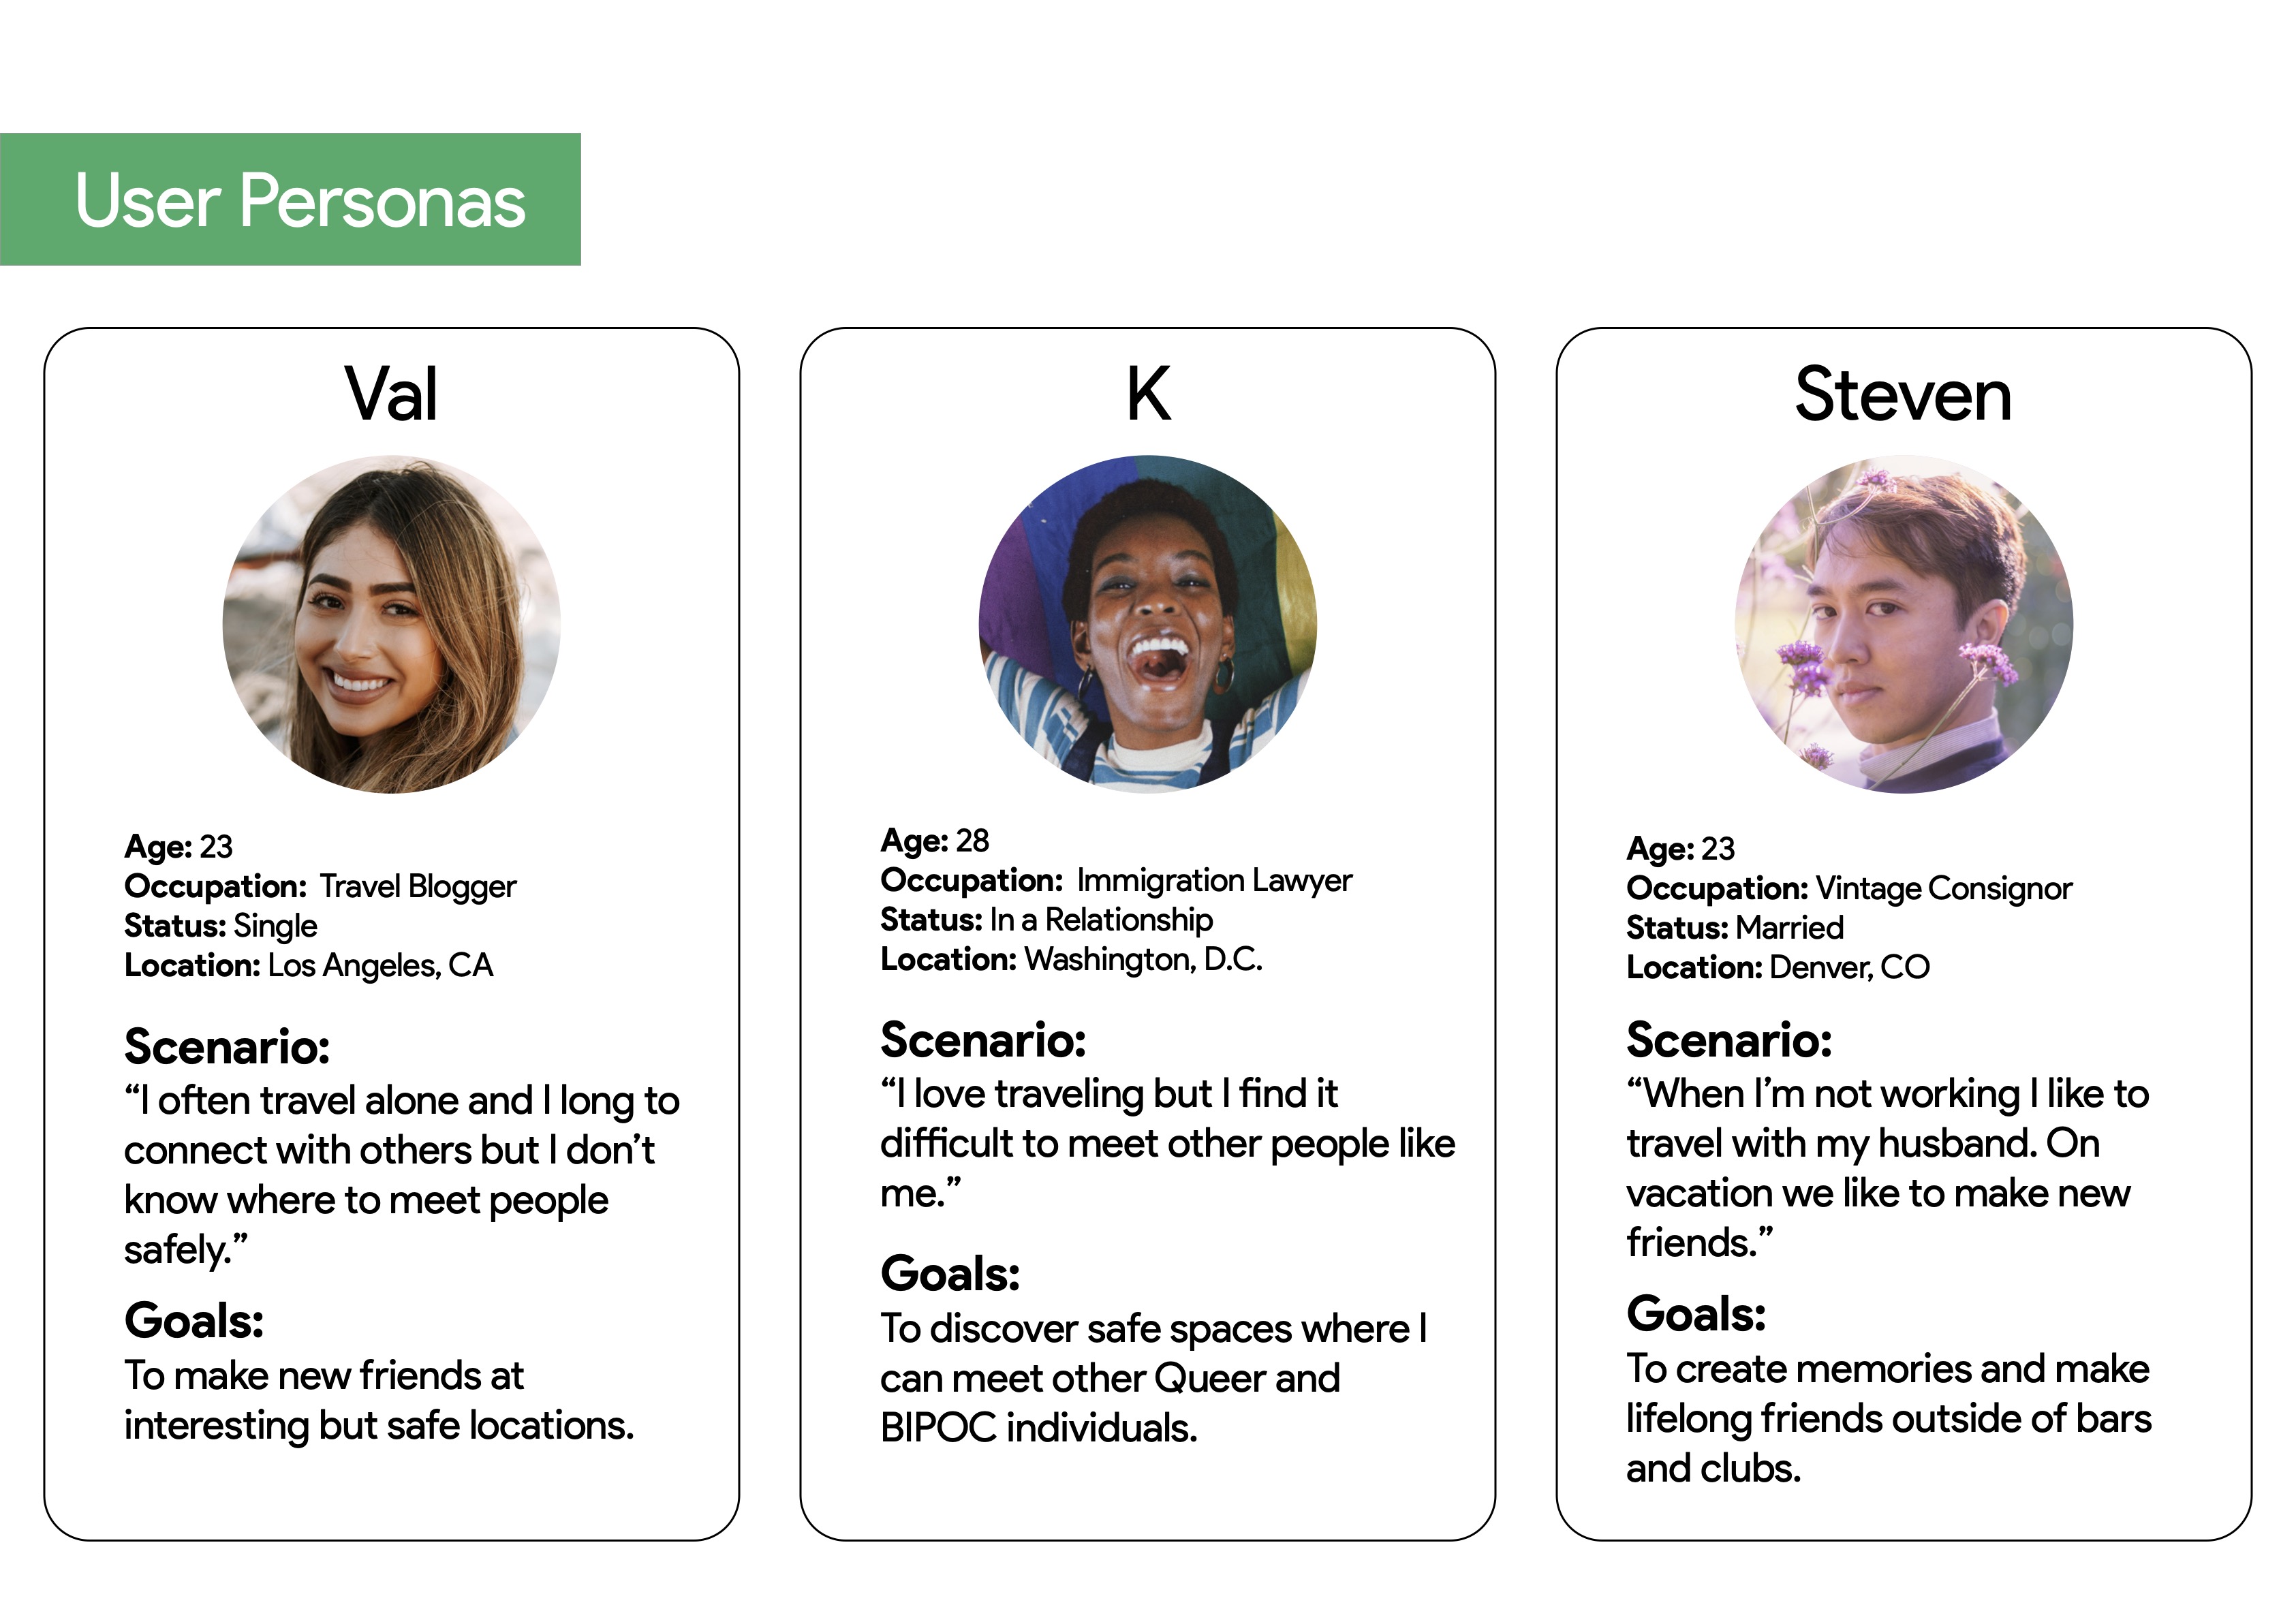 User Personas
Val
Age: 23
Occupation:  Travel Blogger
Status: Single
Location: Los Angeles, CA
Scenario:
“I often travel alone and I long to
connect with others but I don’t
know where to meet people
safely.”
Goals:
To make new friends at
interesting but safe locations.
K
Age: 28
Occupation:  Immigration Lawyer
Status: In a Relationship
Location: Washington, D.C.
Scenario:
“I love traveling but I find it
difficult to meet other people like
me.”
Goals:
To discover safe spaces where I
can meet other Queer and
BIPOC individuals.
Steven
Age: 23
Occupation: Vintage Consignor
Status: Married
Location: Denver, CO
Scenario:
“When I’m not working I like to
travel with my husband. On
vacation we like to make new
friends.”
Goals:
To create memories and make
lifelong friends outside of bars
and clubs.